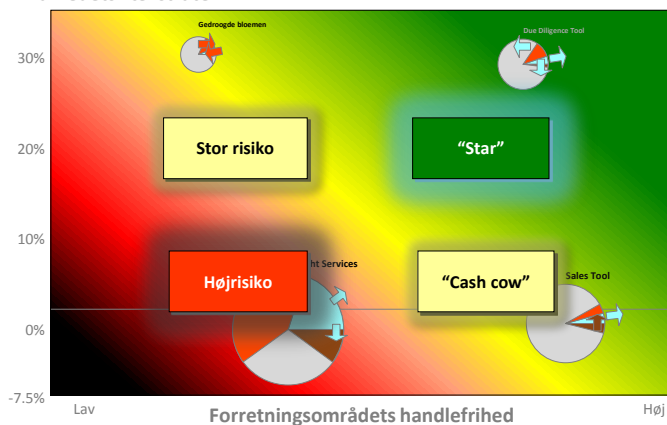 30%
Gedroogde bloemen
Due Diligence Tool
20%
Stor risiko
“Star”
10%
ht Services
Højrisiko
“Cash cow”
Sales Tool
0%
-7.5%
Lav
Forretningsområdets handlefrihed
Høj